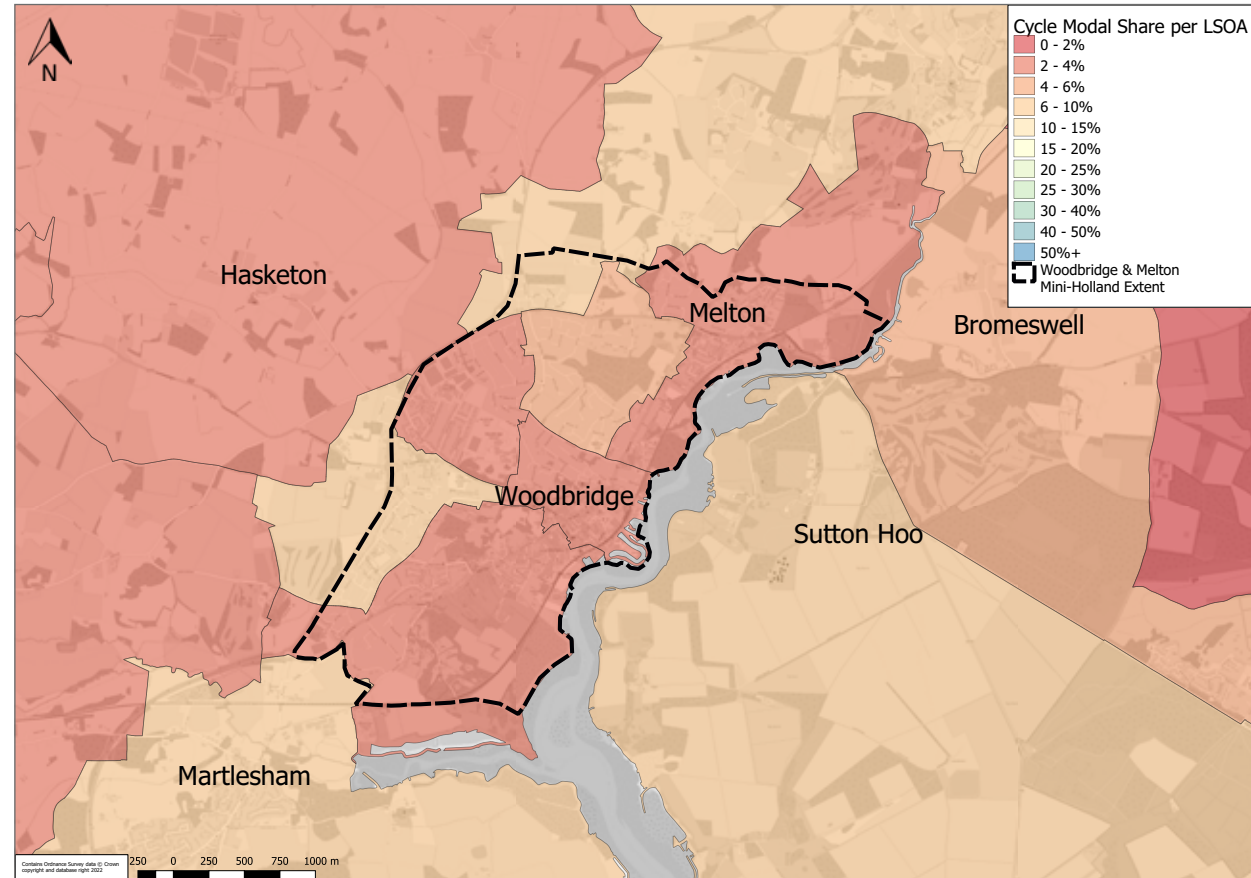 N
Cycle Modal Share per LSOA
0 - 2%
2 - 4%
4 - 6%
6 - 10%
10 - 15%
15 - 20%
20 - 25%
25 - 30%
30 - 40%
40 - 50%
50%+
Woodbridge & Melton
Mini-Holland Extent
Hasketon
Melton
Bromeswell
Woodbridge
Sutton Hoo
Martlesham
Contains Ordnance Survey data © Crown
copyright and database right 2022
250 0 250 500 750 1000 m